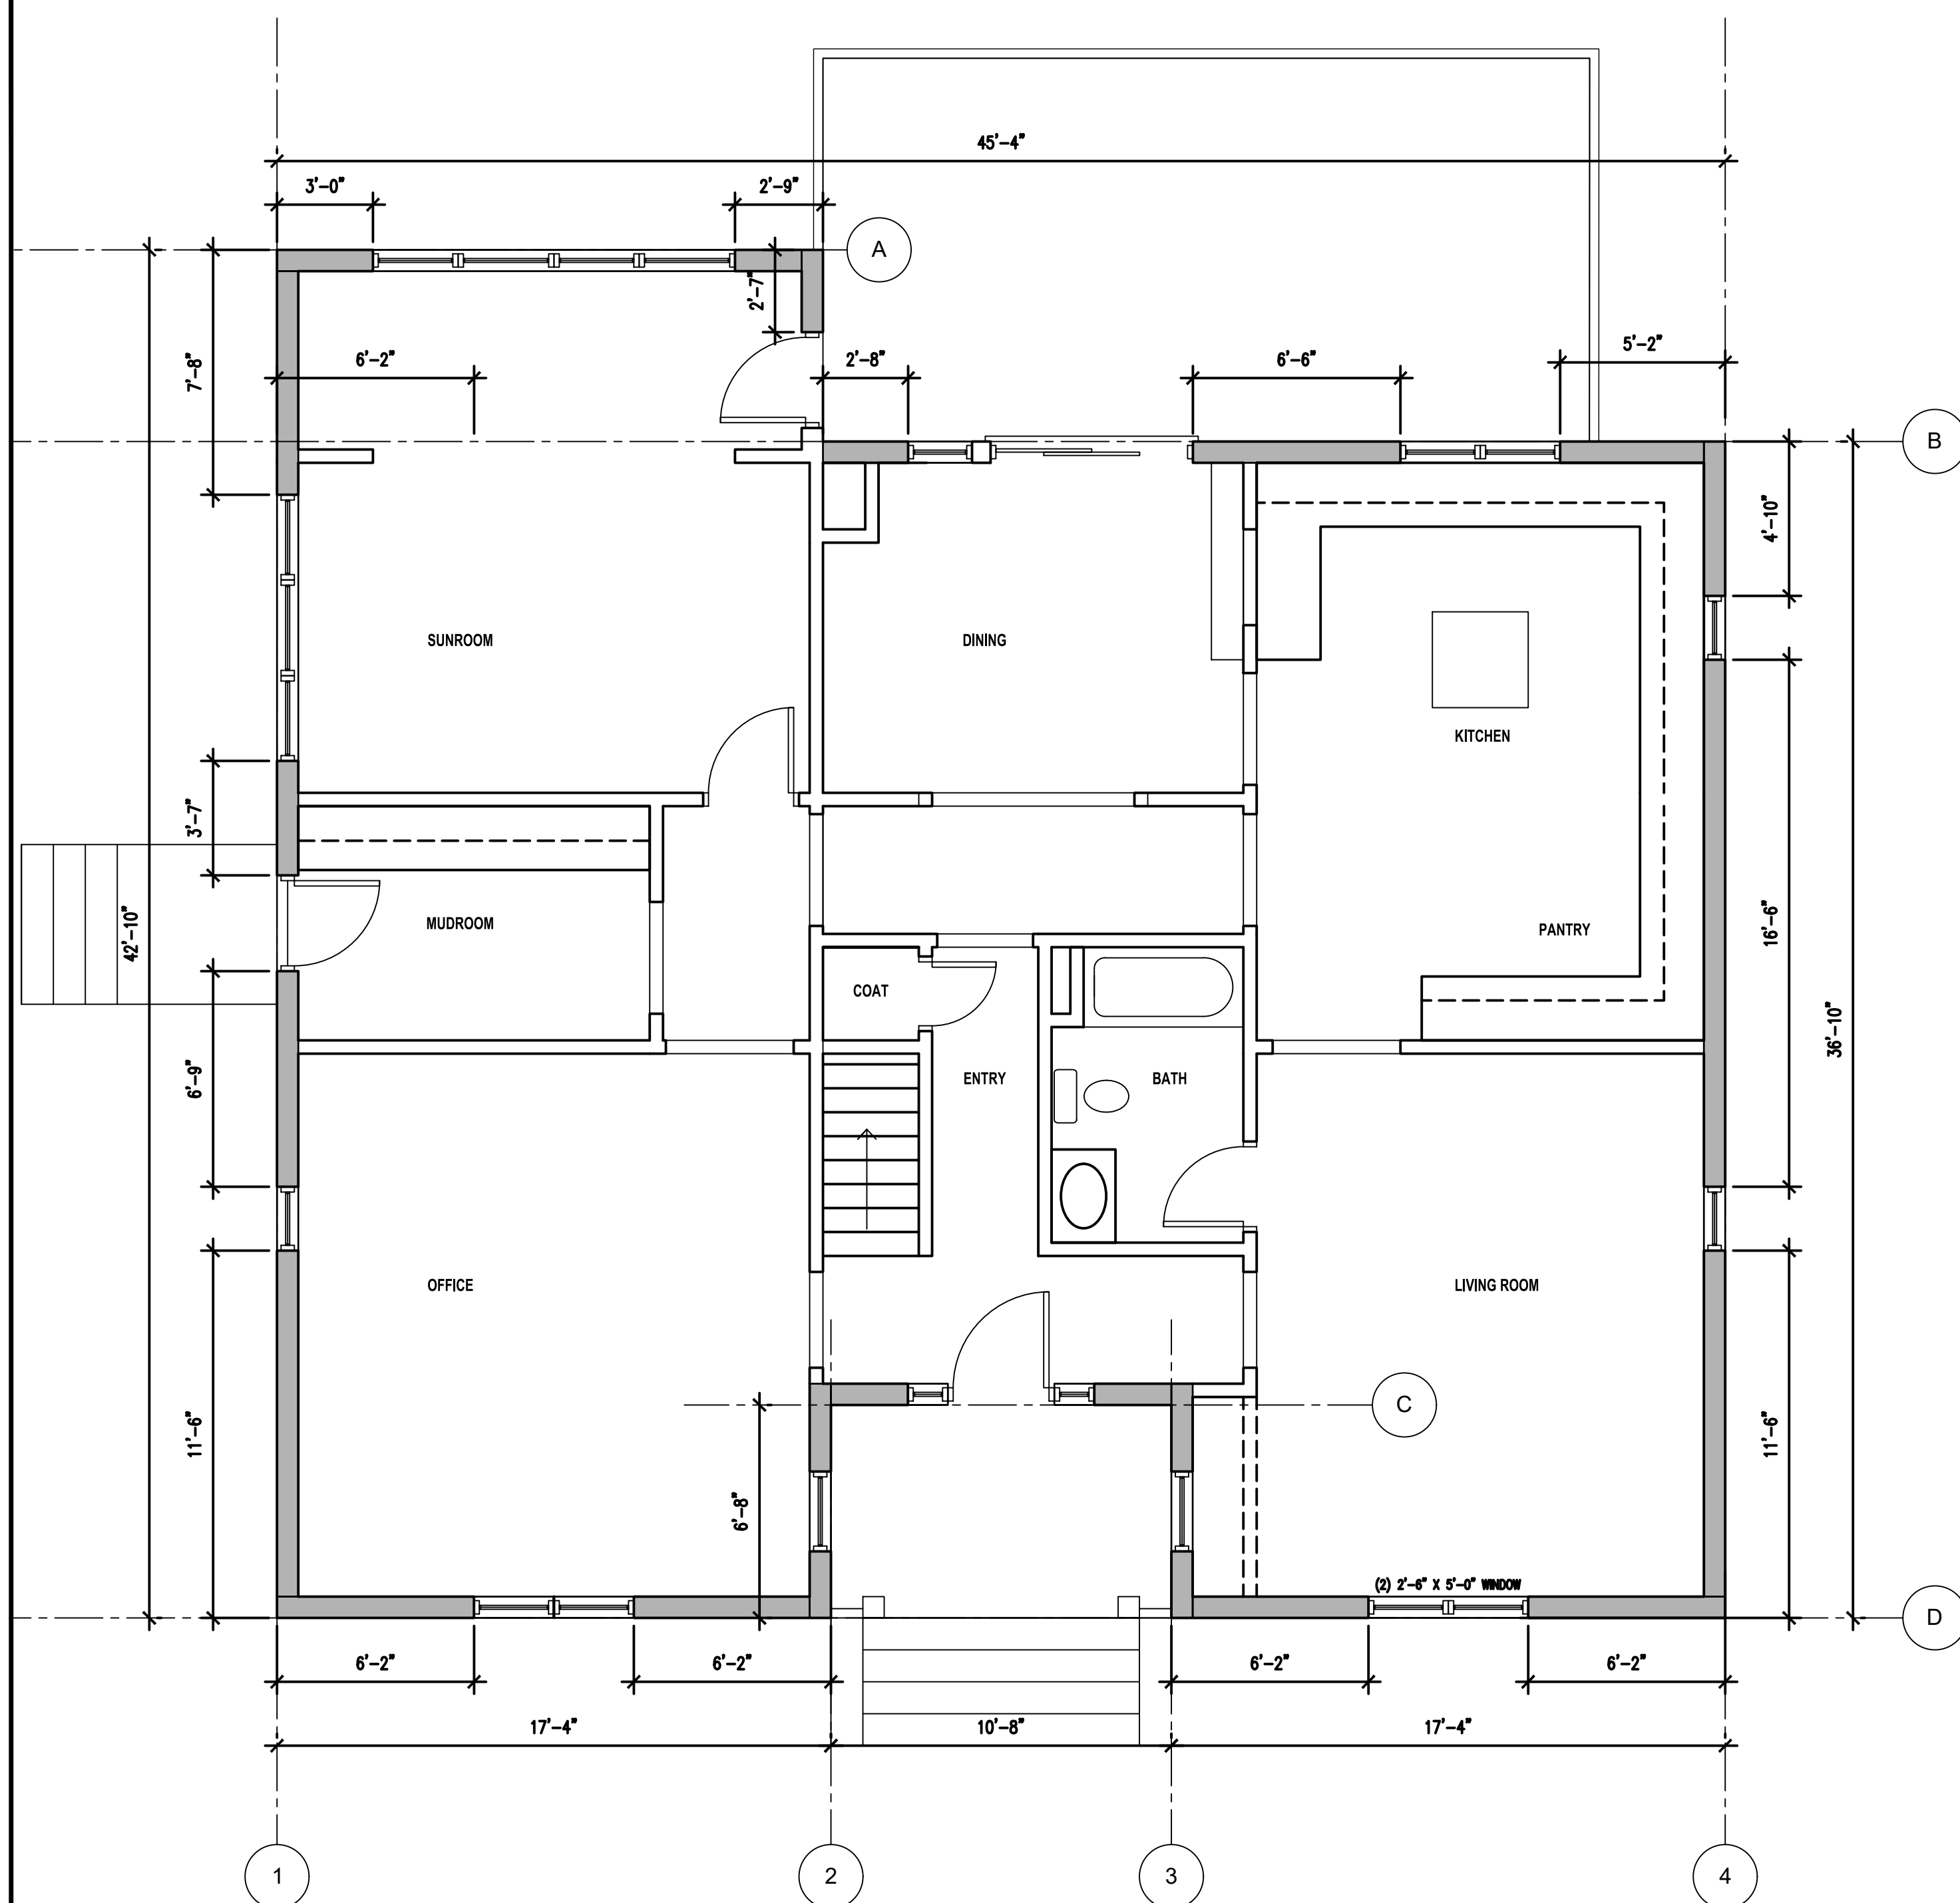 45'-4"
3'-0"
2'-9"
A
2'-7"
7'-8"
6'-2"
2'-8"
6'-6"
5'-2"
B
4'-10"
SUNROOM
DINING
KITCHEN
3'-7"
42'-10"
MUDROOM
PANTRY
16'-6"
COAT
36'-10"
6'-9"
ENTRY
BATH
OFFICE
LIVING ROOM
C
11'-6"
11'-6"
6'-8"
(2) 2'-6" X 5'-0" WINDOW
D
6'-2"
6'-2"
6'-2"
6'-2"
17'-4"
10'-8"
17'-4"
1
2
3
4